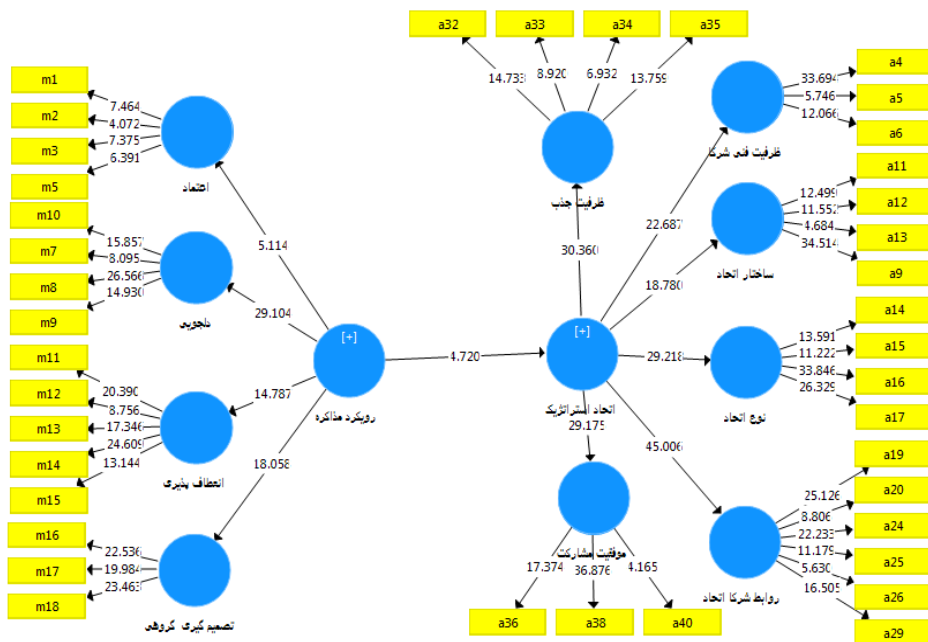 a32
a33
a34
a35
14.733
8.920
6.932
13.759
ظرفیت جذب
m1
m2
m3
m5
7.464
4.072
7.375
6.391
اعتماد
m10
m7
m8
m9
15.857
8.095
26.566
14.930
دلجویی
m11
m12
m13
m14
m15
20.390
8.756
17.346
24.609
13.144
انعطاف پذیری
m16
m17
m18
22.536
19.984
23.463
تصمیم گیری گروهی
5.114
29.104
14.787
18.058
[+]
رویکرد مذاکره
4.720
[+]
اتحاد استراتژیک
30.360
22.687
18.780
29.218
45.006
29.175
a4
a5
a6
33.694
5.746
12.066
ظرفیت فنی شرکا
a11
a12
a13
a9
12.499
11.552
4.684
34.514
ساختار اتحاد
a14
a15
a16
a17
13.591
11.222
33.846
26.329
نوع اتحاد
a19
a20
a24
a25
a26
a29
25.126
8.806
22.233
11.179
5.630
16.505
روابط شرکا اتحاد
موفقیت مشارکت
17.374
36.876
4.165
a36
a38
a40